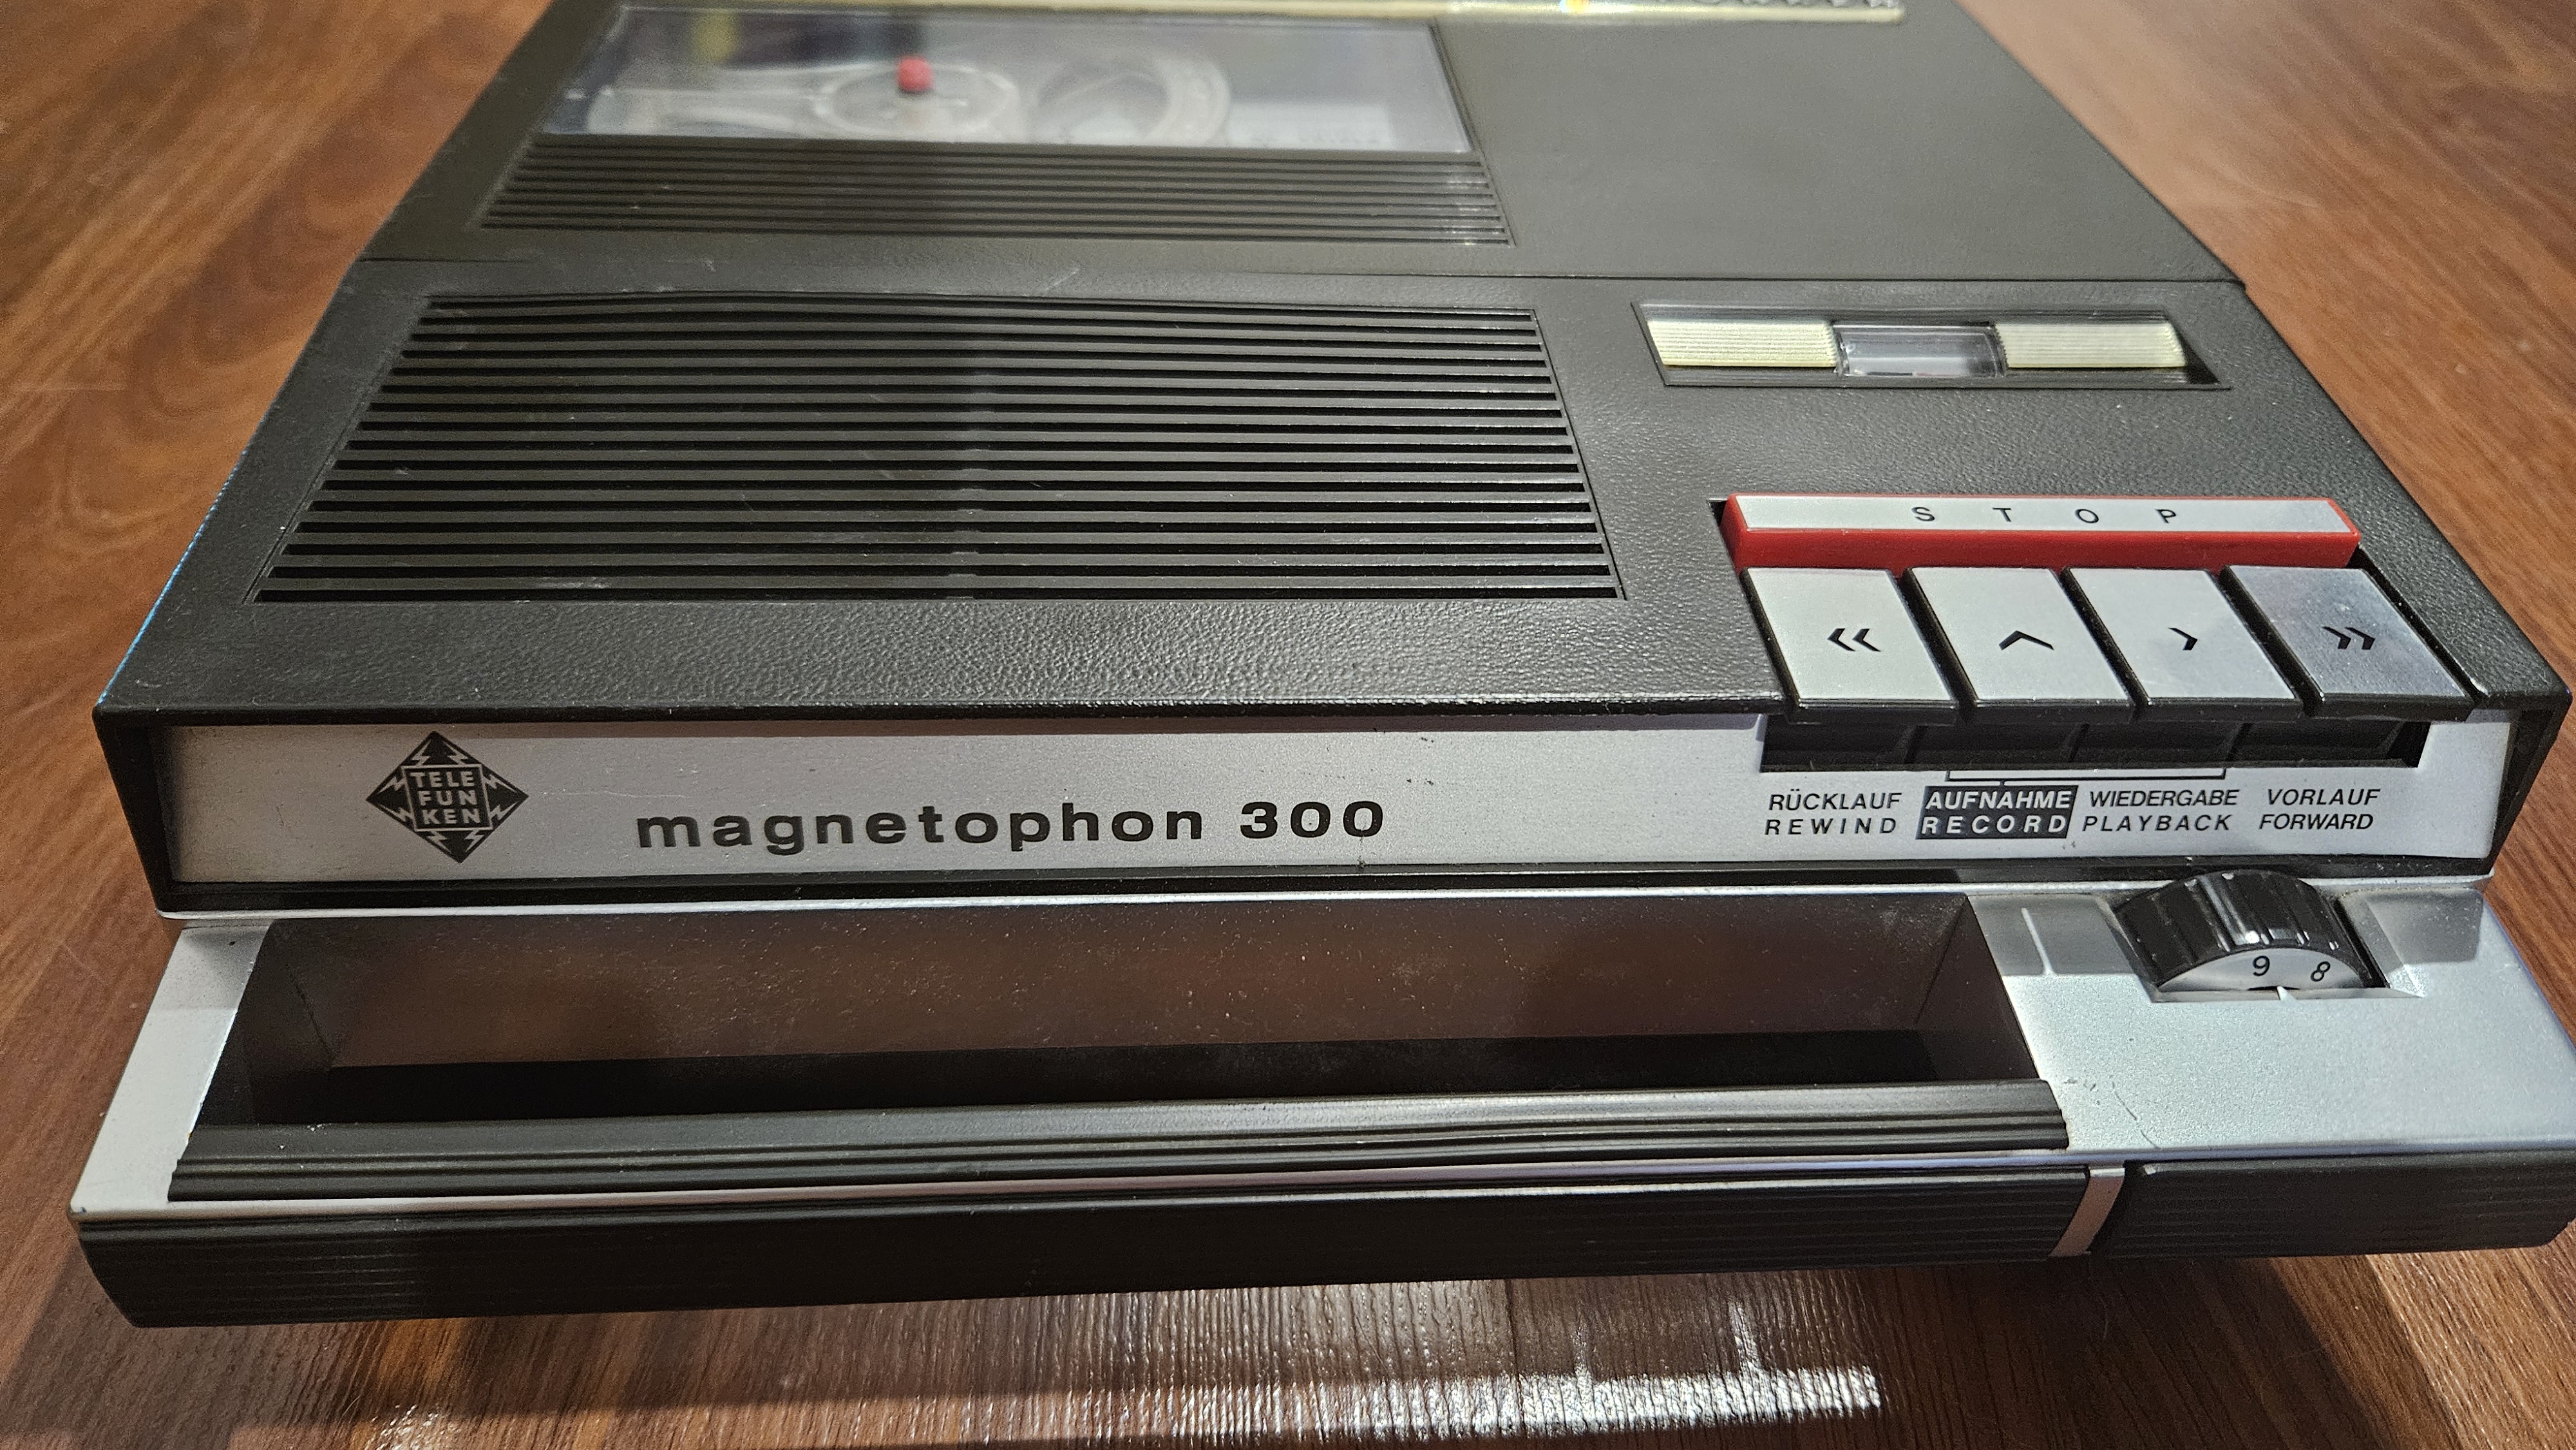 S T O P
« ^ › »
TELE
FUN
KEN
magnetophon 300
RÜCKLAUF
REWIND
AUFNAHME
RECORD
WIEDERGABE
PLAYBACK
VORLAUF
FORWARD
9 8